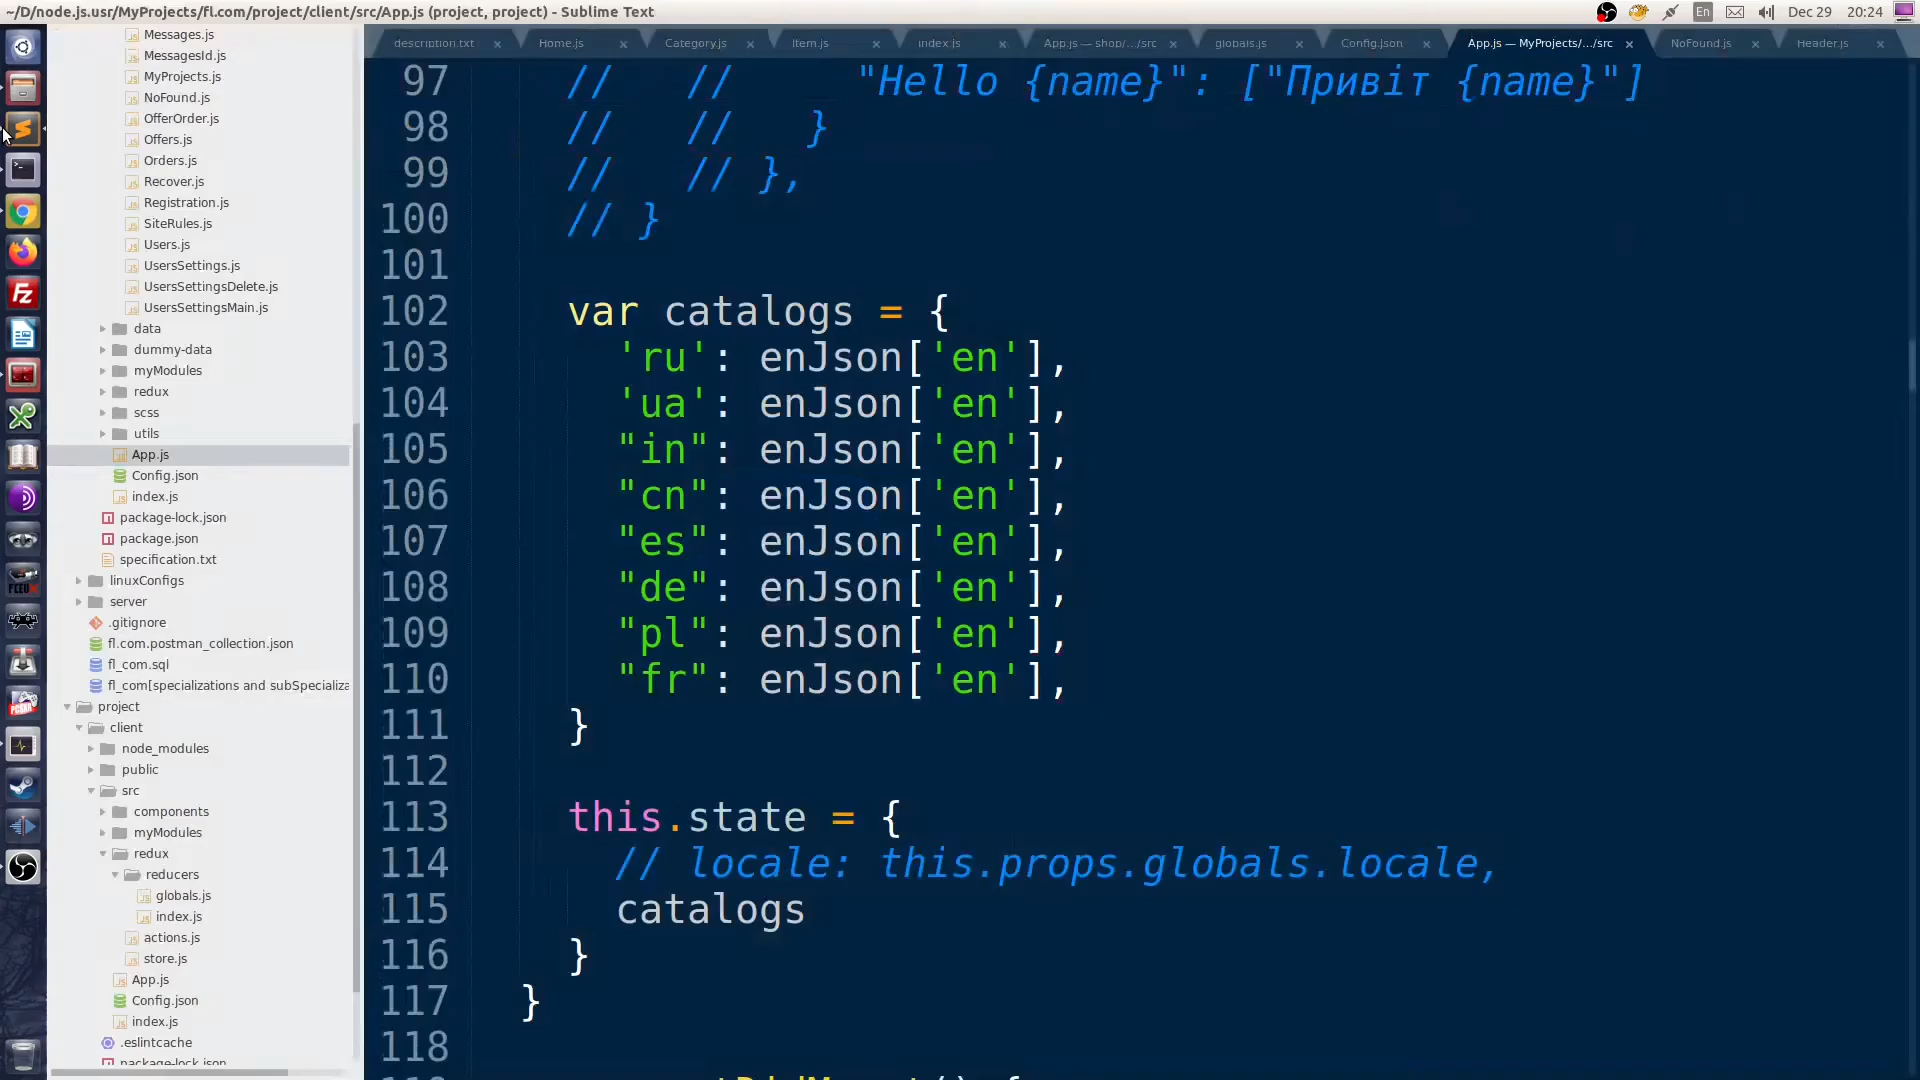 ~/D/node.js.usr/MyProjects/fl.com/project/client/src/App.js (project, project) - Sublime Text
En
Dec 29
20:24
description.txt
Home.js
Category.js
Item.js
index.js
App.js — shop/.../src
globals.js
Config.json
App.js — MyProjects/.../src
NoFound.js
Header.js
Messages.js
MessagesId.js
MyProjects.js
NoFound.js
OfferOrder.js
Offers.js
Orders.js
Recover.js
Registration.js
SiteRules.js
Users.js
UsersSettings.js
UsersSettingsDelete.js
UsersSettingsMain.js
data
dummy-data
myModules
redux
scss
utils
App.js
Config.json
index.js
package-lock.json
package.json
specification.txt
linuxConfigs
server
.gitignore
fl.com.postman_collection.json
fl_com.sql
fl_com[specializations and subSpecializa
project
client
node_modules
public
src
components
myModules
redux
reducers
globals.js
index.js
actions.js
store.js
App.js
Config.json
index.js
.eslintcache
package-lock.json
97 // // "Hello {name}": ["Привіт {name}"]
98 // // }
99 // // },
100 // }
101
102 var catalogs = {
103 'ru': enJson['en'],
104 'ua': enJson['en'],
105 "in": enJson['en'],
106 "cn": enJson['en'],
107 "es": enJson['en'],
108 "de": enJson['en'],
109 "pl": enJson['en'],
110 "fr": enJson['en'],
111 }
112
113 this.state = {
114 // locale: this.props.globals.locale,
115 catalogs
116 }
117 }
118